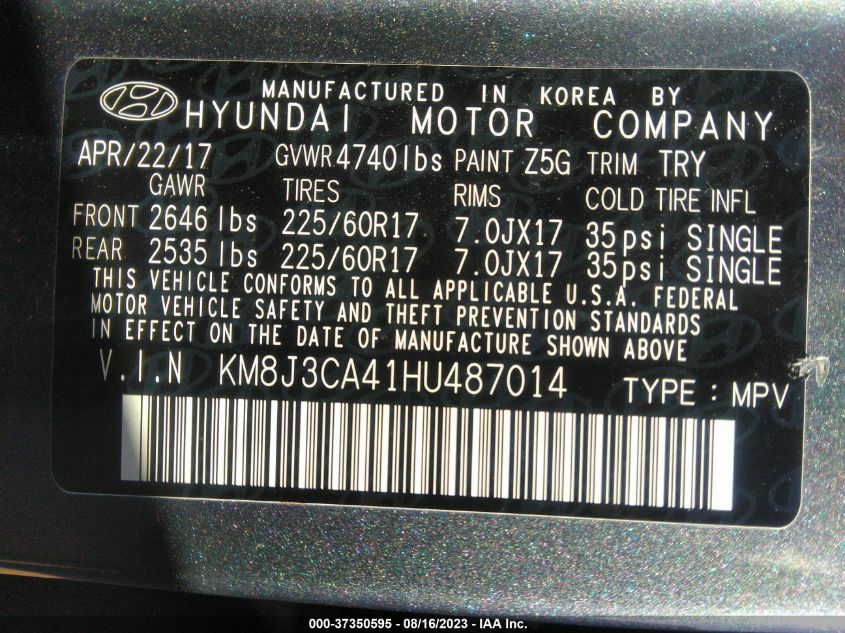 MANUFACTURED IN KOREA BY
HYUNDAI MOTOR COMPANY
APR/22/17 GVWR 4740lbs PAINT Z5G TRIM TRY
GAWR TIRES RIMS COLD TIRE INFL
FRONT 2646 lbs 225/60R17 7.0JX17 35psi SINGLE
REAR 2535 lbs 225/60R17 7.0JX17 35psi SINGLE
THIS VEHICLE CONFORMS TO ALL APPLICABLE U.S.A. FEDERAL
MOTOR VEHICLE SAFETY AND THEFT PREVENTION STANDARDS
IN EFFECT ON THE DATE OF MANUFACTURE SHOWN ABOVE
V.I.N KM8J3CA41HU487014 TYPE : MPV
000-37350595 - 08/16/2023 - IAA Inc.